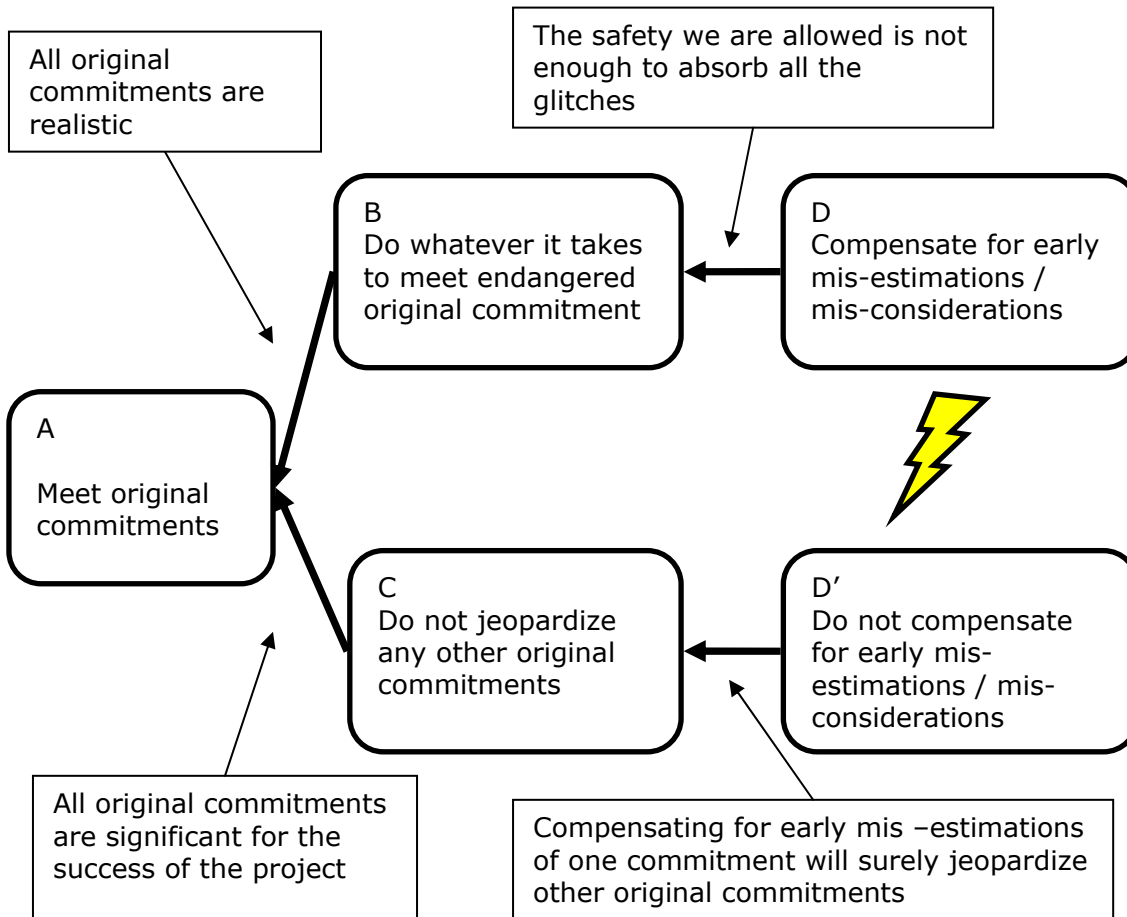 All original
commitments are
realistic
The safety we are allowed is not
enough to absorb all the
glitches
B
Do whatever it takes
to meet endangered
original commitment
D
Compensate for early
mis-estimations /
mis-considerations
A
Meet original
commitments
C
Do not jeopardize
any other original
commitments
D’
Do not compensate
for early mis-
estimations / mis-
considerations
All original commitments
are significant for the
success of the project
Compensating for early mis –estimations
of one commitment will surely jeopardize
other original commitments